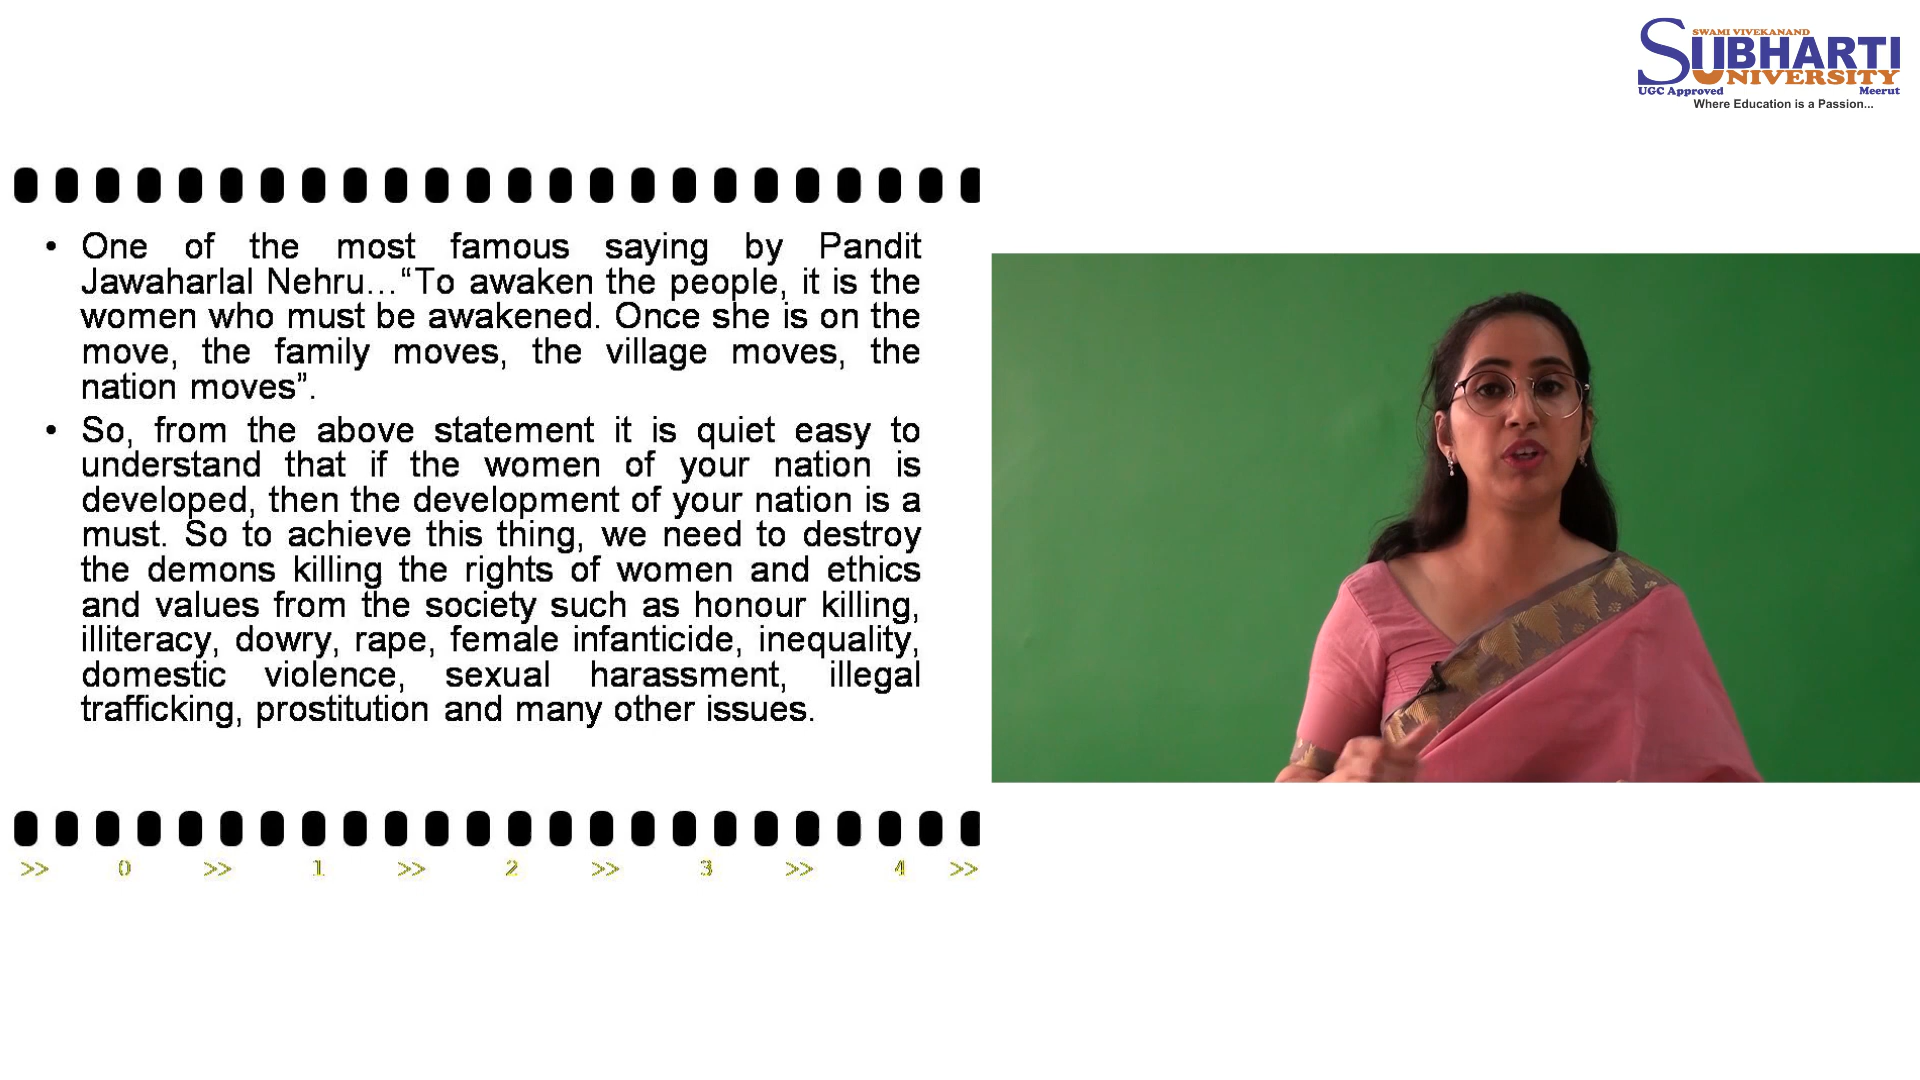 SWAMI VIVEKANAND
SUBHARTI
UNIVERSITY
UGC Approved Meerut
Where Education is a Passion...
• One of the most famous saying by Pandit
Jawaharlal Nehru…“To awaken the people, it is the
women who must be awakened. Once she is on the
move, the family moves, the village moves, the
nation moves”.
• So, from the above statement it is quiet easy to
understand that if the women of your nation is
developed, then the development of your nation is a
must. So to achieve this thing, we need to destroy
the demons killing the rights of women and ethics
and values from the society such as honour killing,
illiteracy, dowry, rape, female infanticide, inequality,
domestic violence, sexual harassment, illegal
trafficking, prostitution and many other issues.
>> 0 >> 1 >> 2 >> 3 >> 4 >>